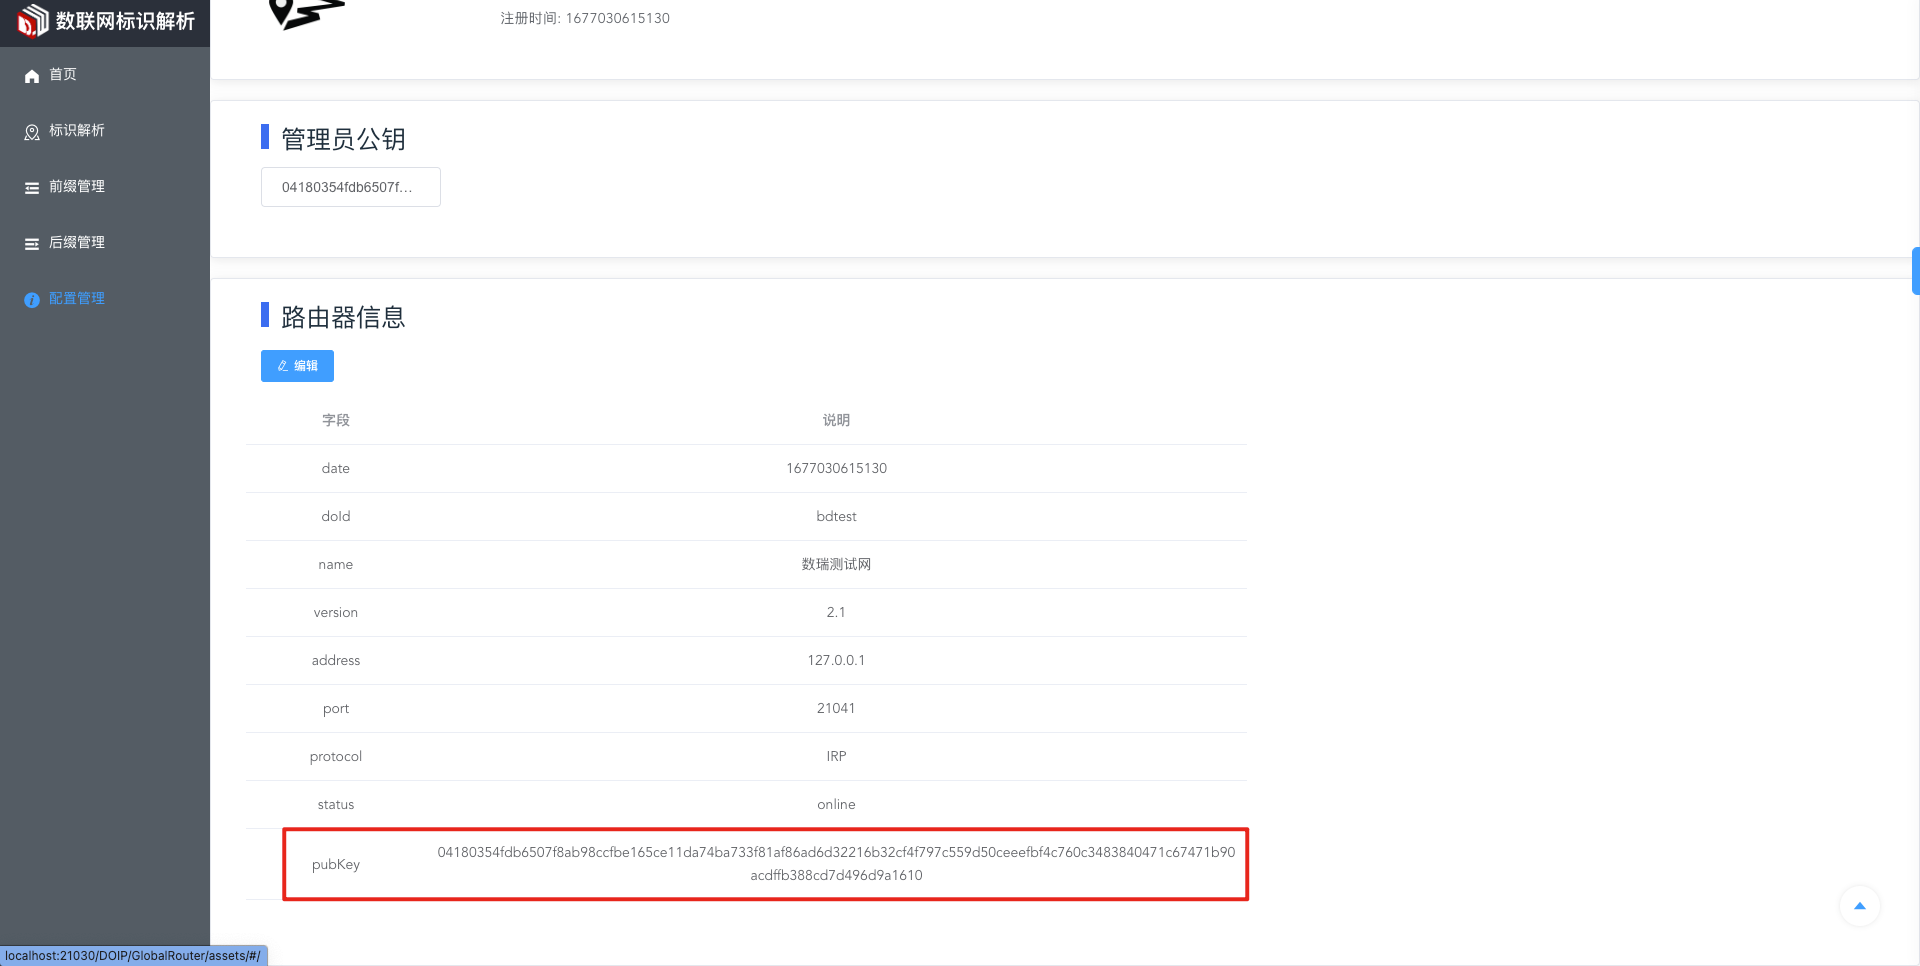 数联网标识解析
首页
标识解析
前缀管理
后缀管理
配置管理
注册时间: 1677030615130
管理员公钥
04180354fdb6507f...
路由器信息
编辑
字段 说明
date 1677030615130
doId bdtest
name 数瑞测试网
version 2.1
address 127.0.0.1
port 21041
protocol IRP
status online
pubKey 04180354fdb6507f8ab98ccfbe165ce11da74ba733f81af86ad6d32216b32cf4f797c559d50ceeefbf4c760c3483840471c67471b90
acdffb388cd7d496d9a1610
localhost:21030/DOIP/GlobalRouter/assets/#/